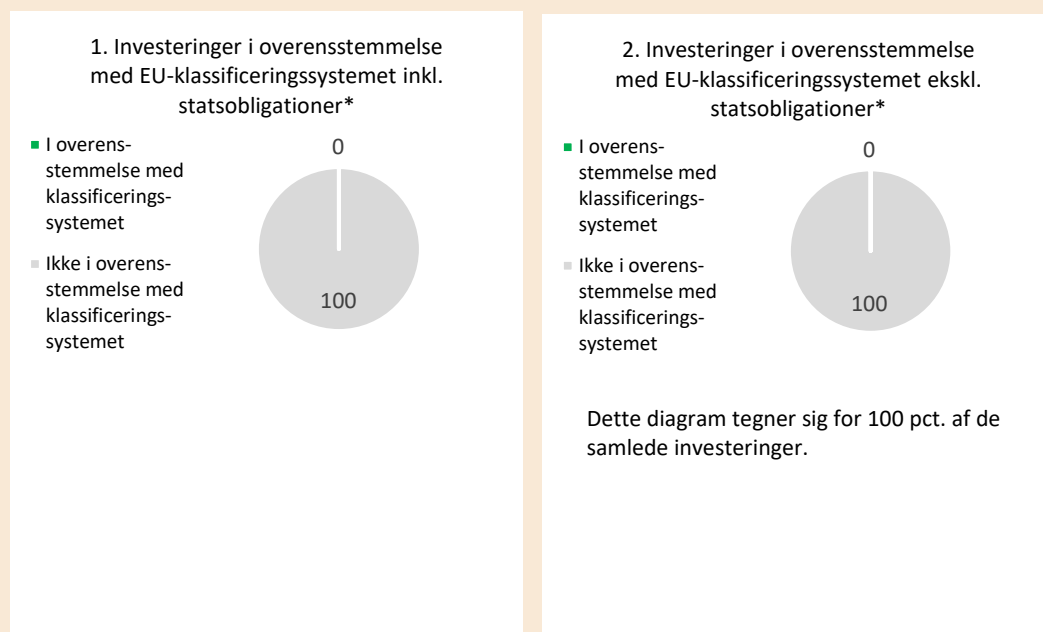 1. Investeringer i overensstemmelse
med EU-klassificeringssystemet inkl.
statsobligationer*
I overens-
stemmelse med
klassificerings-
systemet
Ikke i overens-
stemmelse med
klassificerings-
systemet
0
100
2. Investeringer i overensstemmelse
med EU-klassificeringssystemet ekskl.
statsobligationer*
I overens-
stemmelse med
klassificerings-
systemet
Ikke i overens-
stemmelse med
klassificerings-
systemet
0
100
Dette diagram tegner sig for 100 pct. af de
samlede investeringer.